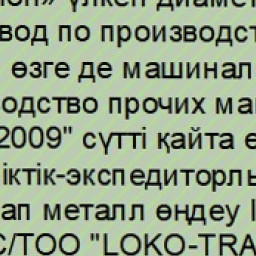 үлкен диамет
вод по производст
өзге де машинал
одство прочих ма
2009" сүтті қайта ө
іктік-экспедиторлы
ап металл өңдеу І
С/ТОО "LOKO-TRA